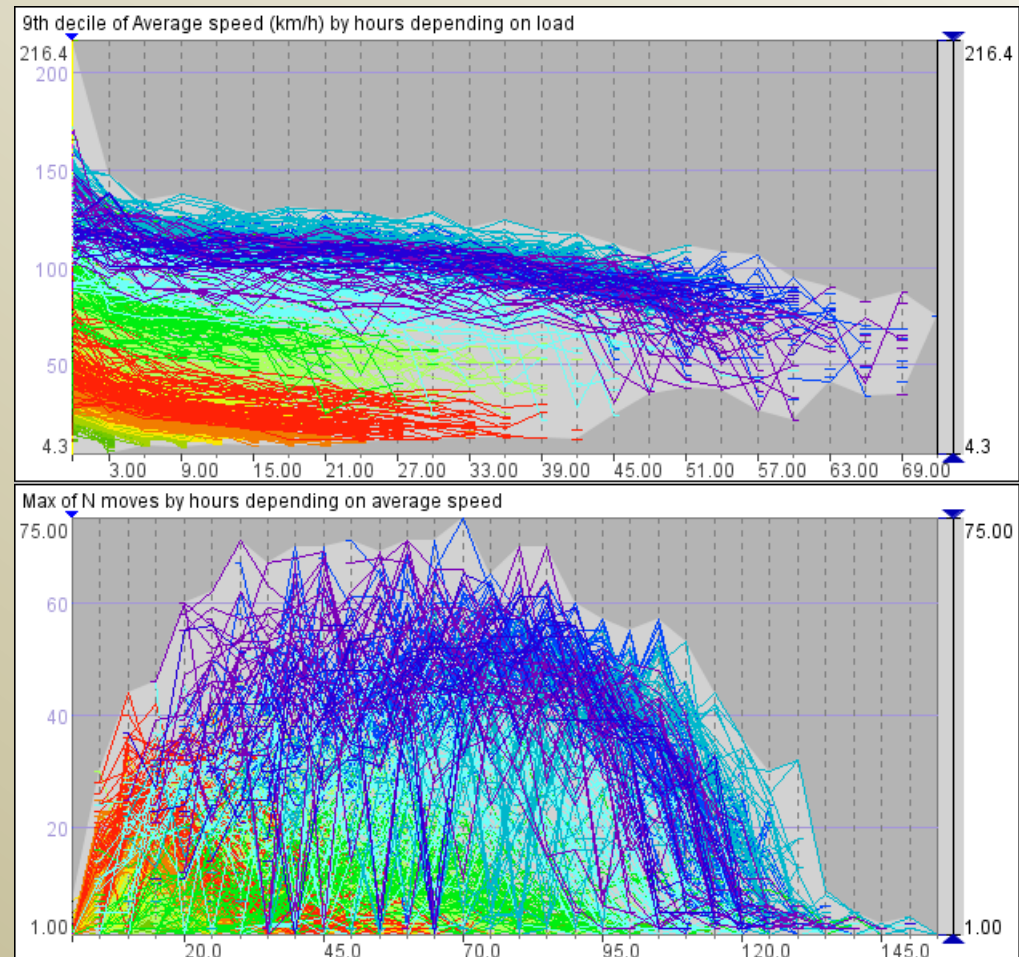 9th decile of Average speed (km/h) by hours depending on load
216.4 216.4
200
150
100
50
4.3 4.3
3.00 9.00 15.00 21.00 27.00 33.00 39.00 45.00 51.00 57.00 63.00 69.00
Max of N moves by hours depending on average speed
75.00 75.00
60
40
20
1.00 1.00
20.0 45.0 70.0 95.0 120.0 145.0